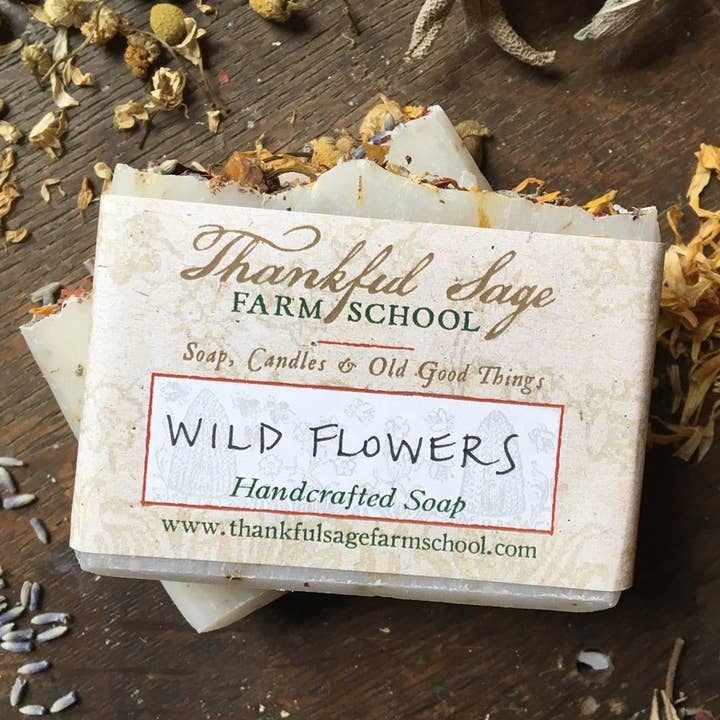 Thankful Sage
FARM SCHOOL
Soap, Candles & Old Good Things
WILD FLOWERS
Handcrafted Soap
www.thankfulsagefarmschool.com